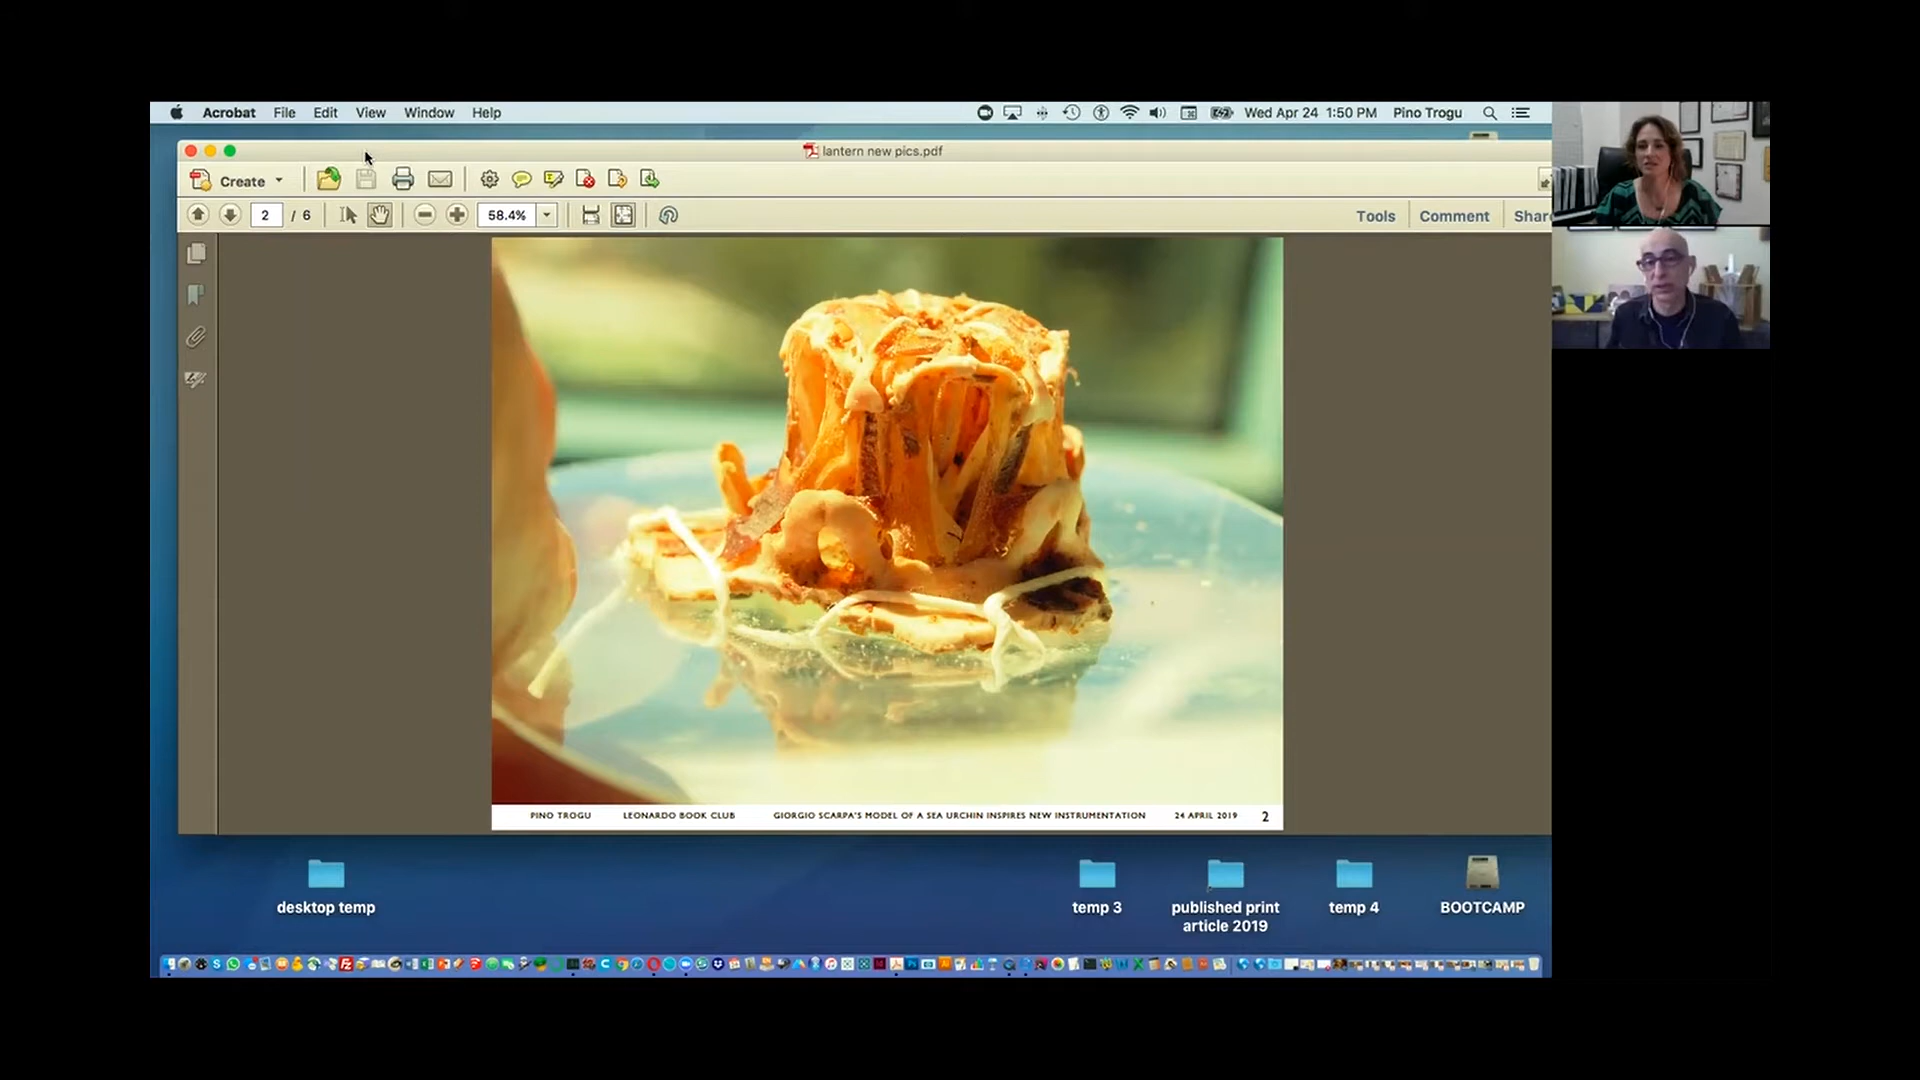 Acrobat File Edit View Window Help Wed Apr 24 1:50 PM Pino Trogu
lantern new pics.pdf
Create
2 / 6 58.4% Tools Comment Share
PINO TROGU LEONARDO BOOK CLUB GIORGIO SCARPA'S MODEL OF A SEA URCHIN INSPIRES NEW INSTRUMENTATION 24 APRIL 2019 2
desktop temp temp 3 published print temp 4 BOOTCAMP
article 2019